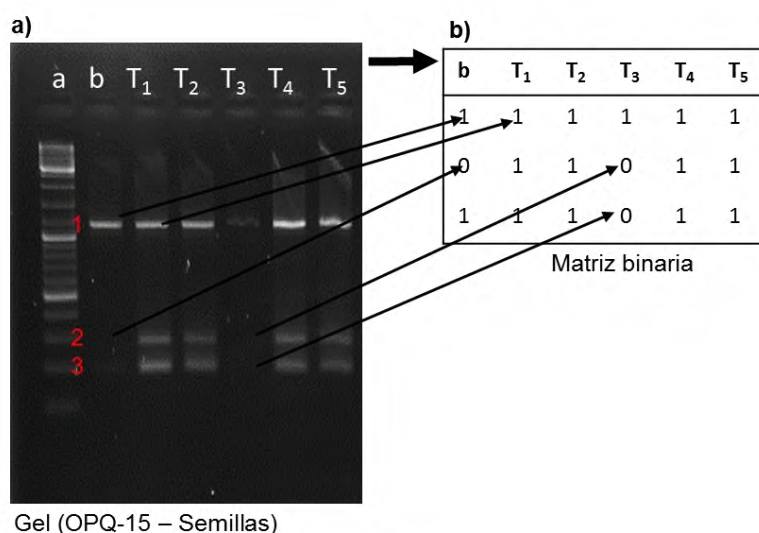 a)
a b T1 T2 T3 T4 T5
1
2
3
Gel (OPQ-15 – Semillas)
b)
b T1 T2 T3 T4 T5
1 1 1 1 1 1
0 1 1 0 1 1
1 1 1 0 1 1
Matriz binaria